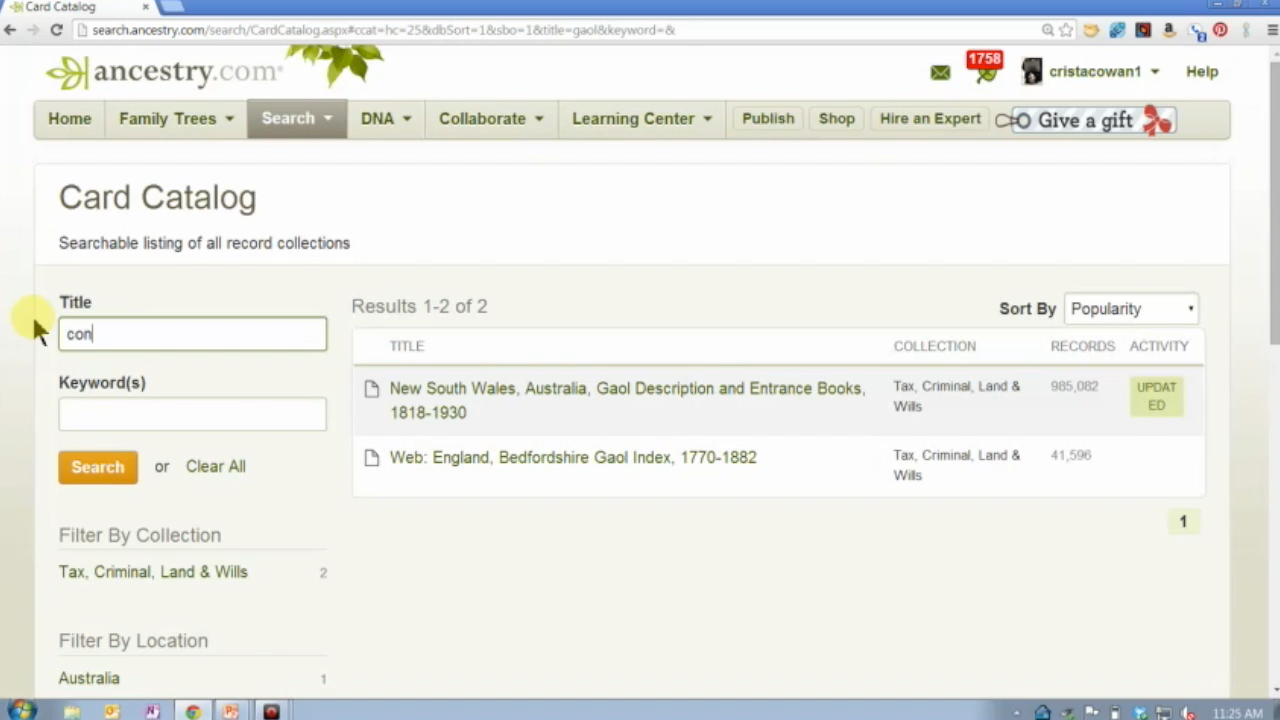 Card Catalog
search.ancestry.com/search/CardCatalog.aspx#ccat=hc=25&dbSort=1&sbo=1&title=gaol&keyword=&
ancestry.com
1758
cristacowan1
Help
Home
Family Trees
Search
DNA
Collaborate
Learning Center
Publish
Shop
Hire an Expert
Give a gift
Card Catalog
Searchable listing of all record collections
Title
con
Keyword(s)
Search or Clear All
Filter By Collection
Tax, Criminal, Land & Wills 2
Filter By Location
Australia 1
Results 1-2 of 2
Sort By Popularity
TITLE COLLECTION RECORDS ACTIVITY
New South Wales, Australia, Gaol Description and Entrance Books,
1818-1930
Tax, Criminal, Land &
Wills
985,082
UPDAT
ED
Web: England, Bedfordshire Gaol Index, 1770-1882
Tax, Criminal, Land &
Wills
41,596
1
11:25 AM